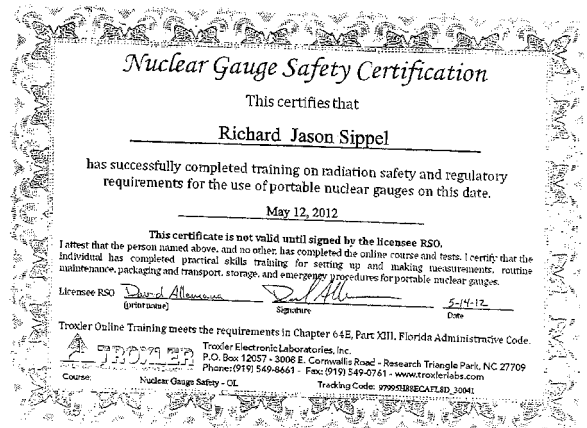 Nuclear Gauge Safety Certification
This certifies that
Richard Jason Sippel
has successfully completed training on radiation safety and regulatory
requirements for the use of portable nuclear gauges on this date.
May 12, 2012
This certificate is not valid until signed by the licensee RSO.
I attest that the person named above, and no other, has completed the online course and tests. I certify that the
individual has completed practical skills training for setting up and making measurements, routine
maintenance, packaging and transport, storage, and emergency procedures for portable nuclear gauges.
Licensee RSO David 5-14-12
(print name) Signature Date
Troxler Online Training meets the requirements in Chapter 64E, Part XIII, Florida Administrative Code.
TROXLER
Troxler Electronic Laboratories, Inc.
P.O. Box 12057 - 3008 E. Cornwallis Road - Research Triangle Park, NC 27709
Phone: (919) 549-8661 - Fax: (919) 549-0761 - www.troxlerlabs.com
Course: Nuclear Gauge Safety - OL Tracking Code: